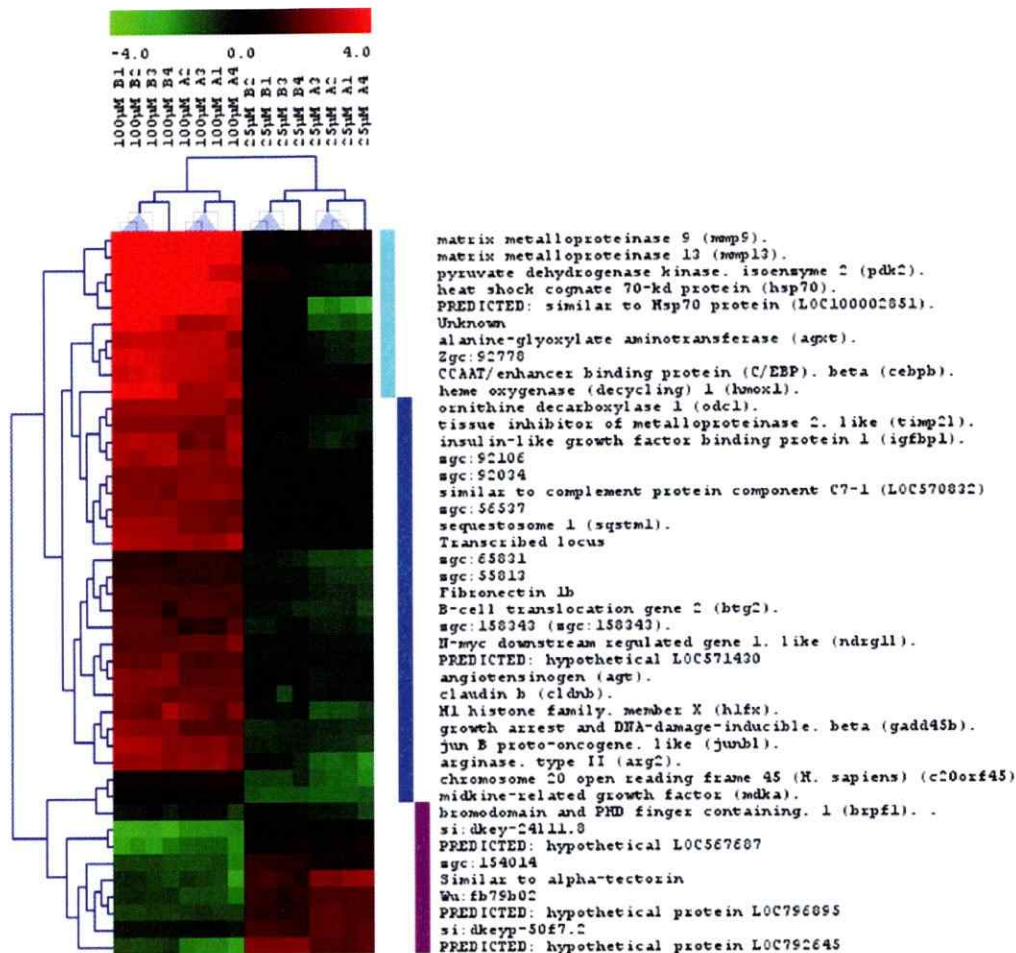 -4.0 0.0 4.0
100µM B1
100µM B2
100µM B3
100µM B4
100µM A2
100µM A3
100µM A1
100µM A4
25µM B2
25µM B1
25µM B3
25µM B4
25µM A3
25µM A2
25µM A1
25µM A4
matrix metalloproteinase 9 (mmp9).
matrix metalloproteinase 13 (mmp13).
pyruvate dehydrogenase kinase. isoenzyme 2 (pdk2).
heat shock cognate 70-kd protein (hsp70).
PREDICTED: similar to Hsp70 protein (LOC100002851).
Unknown
alanine-glyoxylate aminotransferase (agxt).
Zgc:92778
CCAAT/enhancer binding protein (C/EBP). beta (cebpb).
heme oxygenase (decycling) 1 (hmox1).
ornithine decarboxylase 1 (odc1).
tissue inhibitor of metalloproteinase 2. like (timp2l).
insulin-like growth factor binding protein 1 (igfbp1).
zgc:92106
zgc:92034
similar to complement protein component C7-1 (LOC570832)
zgc:56537
sequestosome 1 (sqstm1).
Transcribed locus
zgc:65831
zgc:55813
Fibronectin 1b
B-cell translocation gene 2 (btg2).
zgc:158343 (zgc:158343).
N-myc downstream regulated gene 1. like (ndrg1l).
PREDICTED: hypothetical LOC571430
angiotensinogen (agt).
claudin b (cldnb).
H1 histone family. member X (h1fx).
growth arrest and DNA-damage-inducible. beta (gadd45b).
jun B proto-oncogene. like (junbl).
arginase. type II (arg2).
chromosome 20 open reading frame 45 (H. sapiens) (c20orf45)
midkine-related growth factor (mdka).
bromodomain and PHD finger containing. 1 (brpf1). .
si:dkey-241l1.8
PREDICTED: hypothetical LOC567687
zgc:154014
Similar to alpha-tectorin
Wu:fb79b02
PREDICTED: hypothetical protein LOC796895
si:dkeyp-50f7.2
PREDICTED: hypothetical protein LOC792645